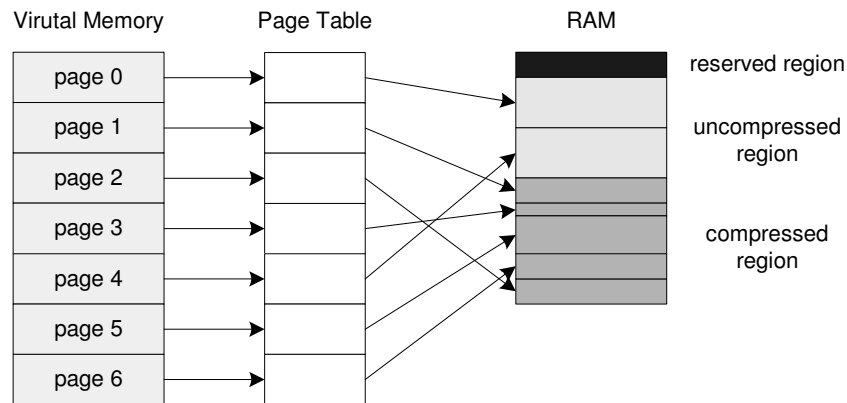 Virutal Memory
Page Table
RAM
page 0
page 1
page 2
page 3
page 4
page 5
page 6
reserved region
uncompressed
region
compressed
region